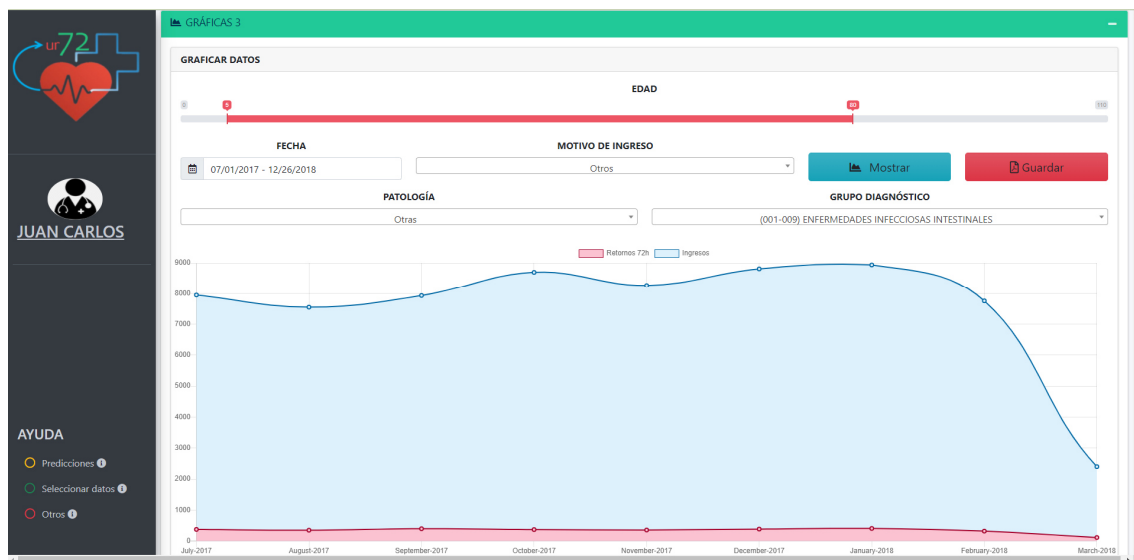 ur72
JUAN CARLOS
AYUDA
Predicciones
Seleccionar datos
Otros
GRÁFICAS 3
GRAFICAR DATOS
EDAD
5 80 110
FECHA MOTIVO DE INGRESO
07/01/2017 - 12/26/2018 Otros Mostrar Guardar
PATOLOGÍA GRUPO DIAGNÓSTICO
Otras (001-009) ENFERMEDADES INFECCIOSAS INTESTINALES
Retornos 72h Ingresos
9000
8000
7000
6000
5000
4000
3000
2000
1000
0
July-2017 August-2017 September-2017 October-2017 November-2017 December-2017 January-2018 February-2018 March-2018